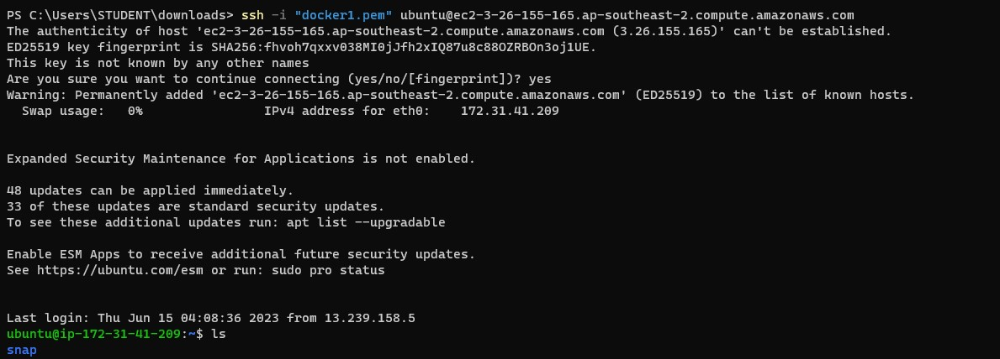 PS C:\Users\STUDENT\downloads> ssh -i "docker1.pem" ubuntu@ec2-3-26-155-165.ap-southeast-2.compute.amazonaws.com
The authenticity of host 'ec2-3-26-155-165.ap-southeast-2.compute.amazonaws.com (3.26.155.165)' can't be established.
ED25519 key fingerprint is SHA256:fhvoh7qxxv038MI0jJfh2xIQ87u8c88OZRBOn3oj1UE.
This key is not known by any other names
Are you sure you want to continue connecting (yes/no/[fingerprint])? yes
Warning: Permanently added 'ec2-3-26-155-165.ap-southeast-2.compute.amazonaws.com' (ED25519) to the list of known hosts.
  Swap usage:   0%                IPv4 address for eth0:    172.31.41.209
Expanded Security Maintenance for Applications is not enabled.
48 updates can be applied immediately.
33 of these updates are standard security updates.
To see these additional updates run: apt list --upgradable
Enable ESM Apps to receive additional future security updates.
See https://ubuntu.com/esm or run: sudo pro status
Last login: Thu Jun 15 04:08:36 2023 from 13.239.158.5
ubuntu@ip-172-31-41-209:~$ ls
snap